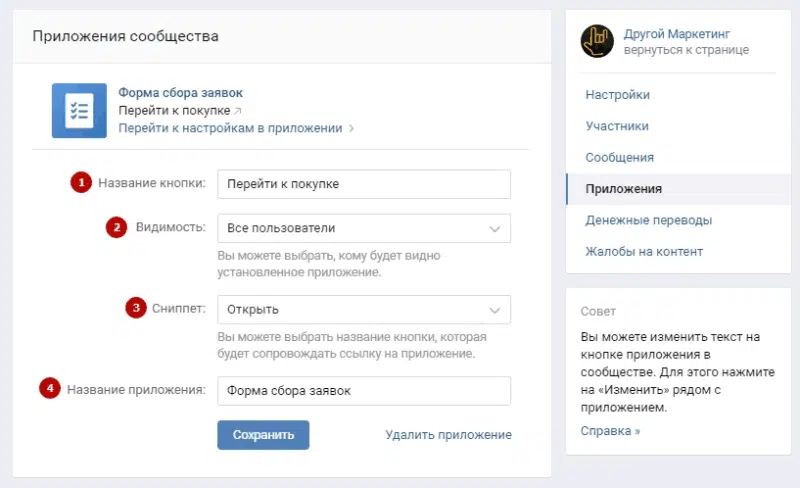 Приложения сообщества
Форма сбора заявок
Перейти к покупке
Перейти к настройкам в приложении
1 Название кнопки: Перейти к покупке
2 Видимость: Все пользователи
Вы можете выбрать, кому будет видно
установленное приложение.
3 Сниппет: Открыть
Вы можете выбрать название кнопки, которая
будет сопровождать ссылку на приложение.
4 Название приложения: Форма сбора заявок
Сохранить Удалить приложение
Другой Маркетинг
вернуться к странице
Настройки
Участники
Сообщения
Приложения
Денежные переводы
Жалобы на контент
Совет
Вы можете изменить текст на
кнопке приложения в
сообществе. Для этого нажмите
на «Изменить» рядом с
приложением.
Справка »